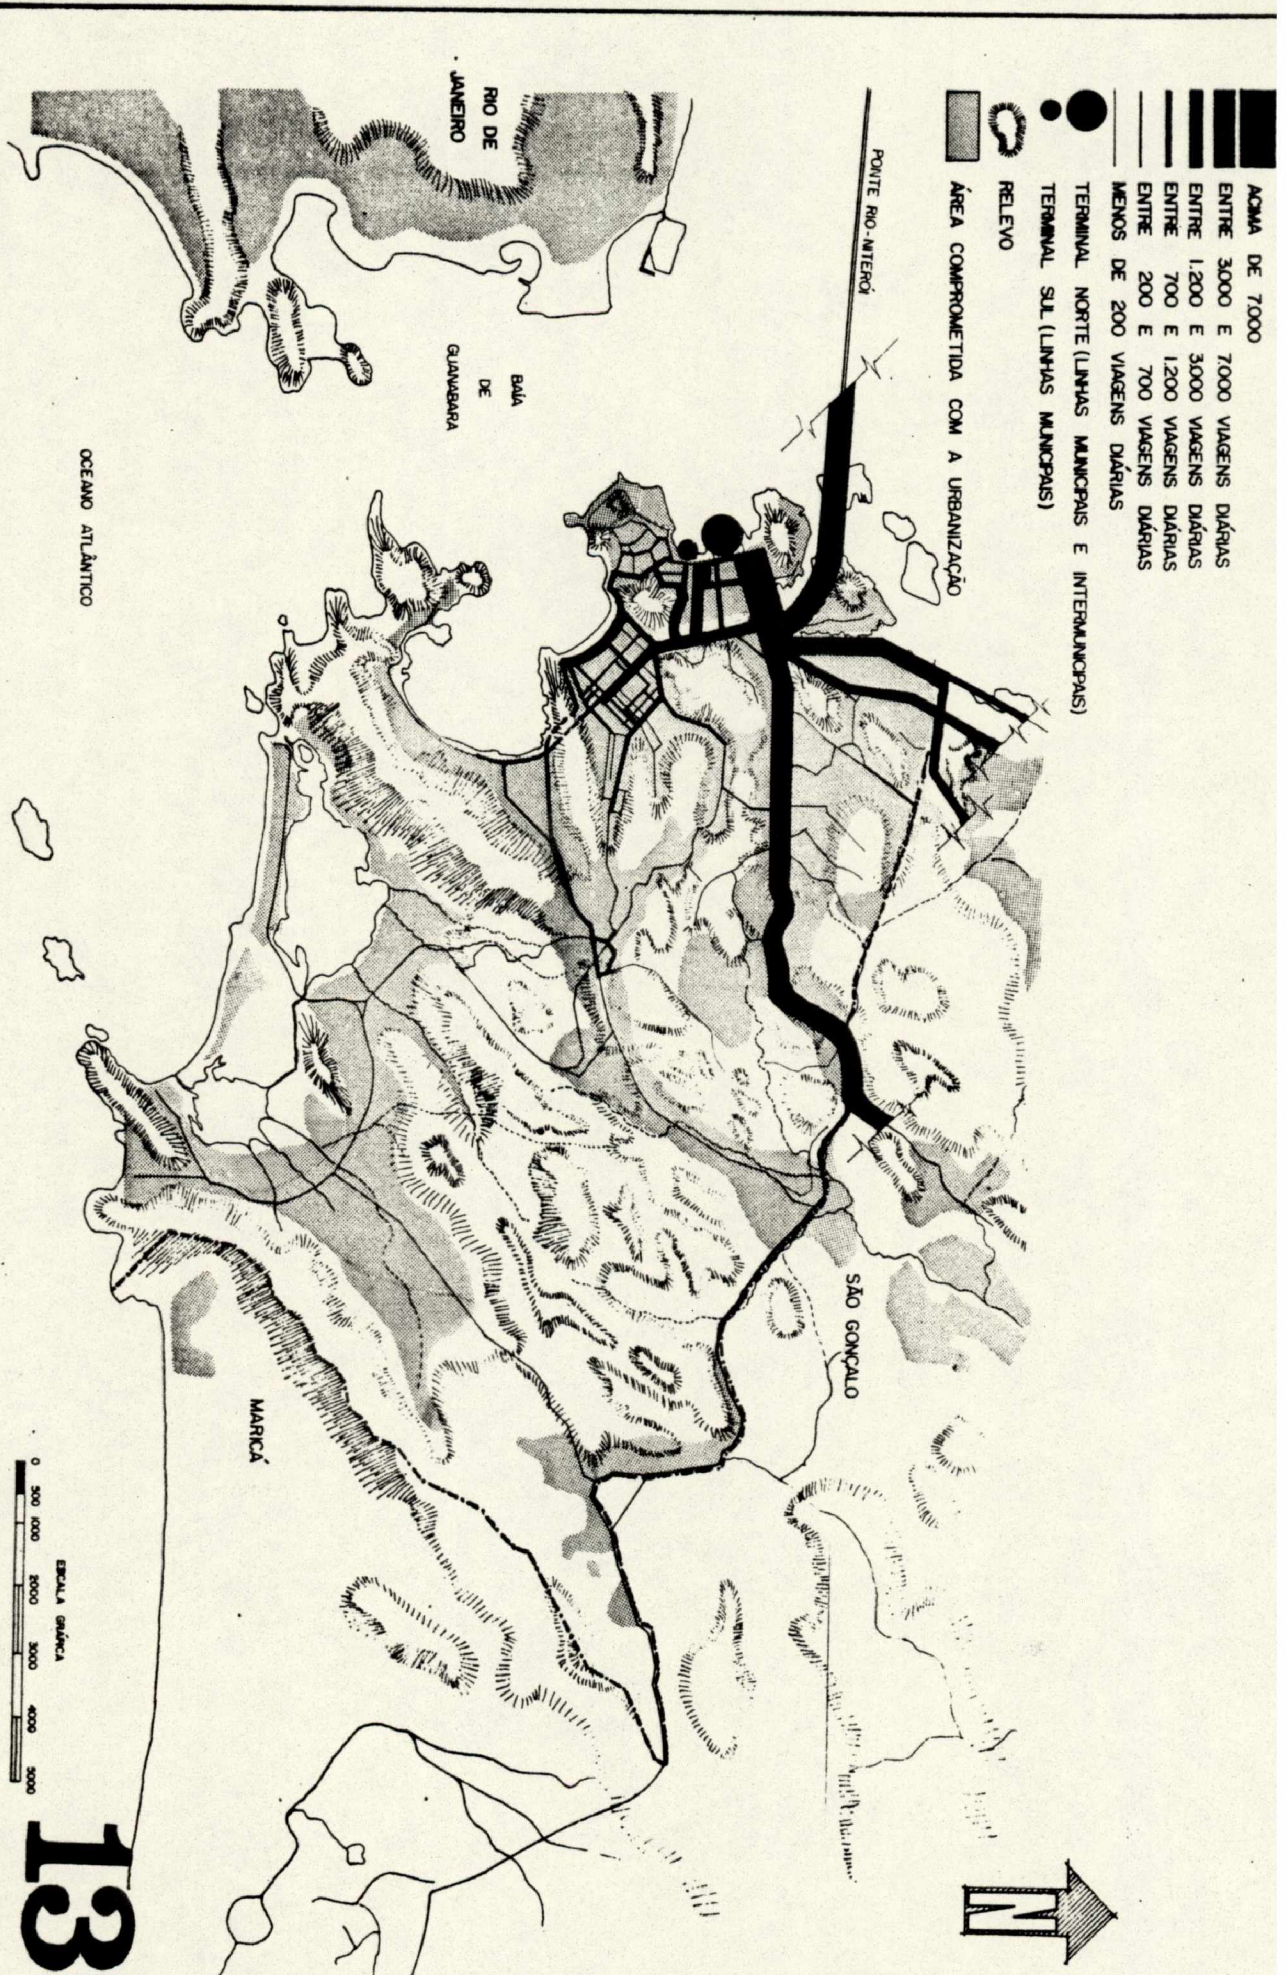 ACIMA DE 7.000
ENTRE 3.000 E 7.000 VIAGENS DIÁRIAS
ENTRE 1.200 E 3.000 VIAGENS DIÁRIAS
ENTRE 700 E 1.200 VIAGENS DIÁRIAS
ENTRE 200 E 700 VIAGENS DIÁRIAS
MENOS DE 200 VIAGENS DIÁRIAS
TERMINAL NORTE (LINHAS MUNICIPAIS E INTERMUNICIPAIS)
TERMINAL SUL (LINHAS MUNICIPAIS)
RELEVO
ÁREA COMPROMETIDA COM A URBANIZAÇÃO
PONTE RIO-NITERÓI
RIO DE
JANEIRO
BAÍA
DE
GUANABARA
OCEANO ATLÂNTICO
SÃO GONÇALO
MARICÁ
N
ESCALA GRÁFICA
0 500 1000 2000 3000 4000 5000
13